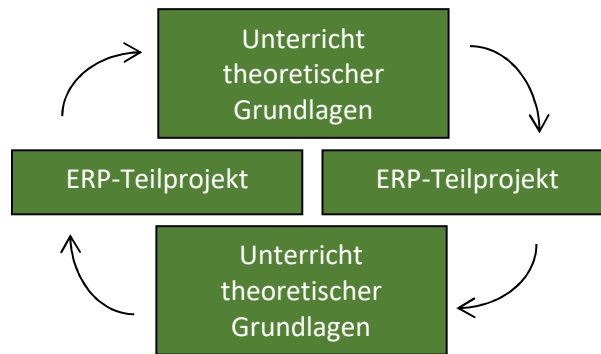 Unterricht
theoretischer
Grundlagen
ERP-Teilprojekt
ERP-Teilprojekt
Unterricht
theoretischer
Grundlagen